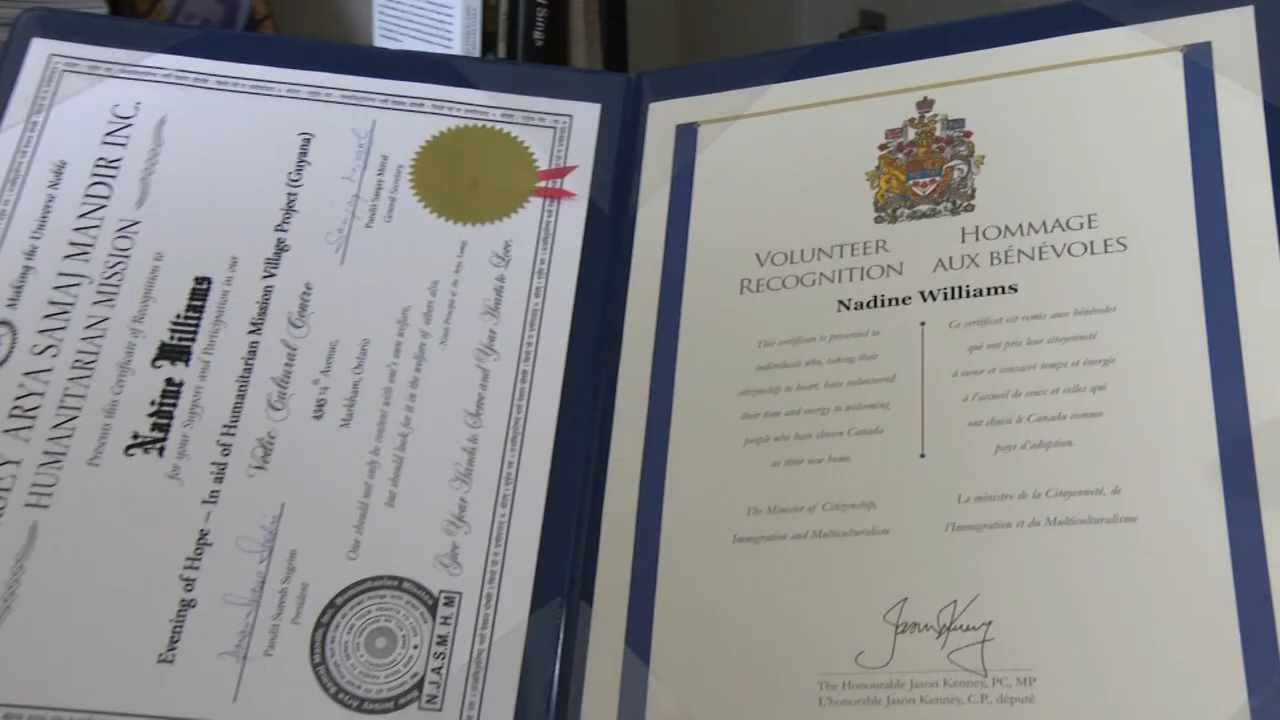 Sings
Making the Universe Noble
ARYA SAMAJ MANDIR INC.
HUMANITARIAN MISSION
Presents this Certificate of Recognition to
Nadine Williams
for your Support and Participation in our
Evening of Hope – In aid of Humanitarian Mission Village Project (Guyana)
Vedic Cultural Centre
4345 14th Avenue,
Markham, Ontario
One should not only be content with one's own welfare,
but should look for it in the welfare of others also
Give Your Hands to Serve and Your Hearts to Love.
Pandit Suresh Sugrim
President
Pandit Sanjay
General Secretary
N.J.A.S.M.H.M
VOLUNTEER
RECOGNITION
HOMMAGE
AUX BÉNÉVOLES
Nadine Williams
This certificate is presented to
individuals who, taking their
citizenship to heart, have volunteered
their time and energy to welcoming
people who have chosen Canada
as their new home.
Ce certificat est remis aux bénévoles
qui ont pris leur citoyenneté
à cœur et consacré temps et énergie
à l'accueil de ceux et celles qui
ont choisi le Canada comme
pays d'adoption.
The Minister of Citizenship,
Immigration and Multiculturalism
Le ministre de la Citoyenneté, de
l'Immigration et du Multiculturalisme
Jason Kenney
The Honourable Jason Kenney, PC, MP
L'honorable Jason Kenney, C.P., député